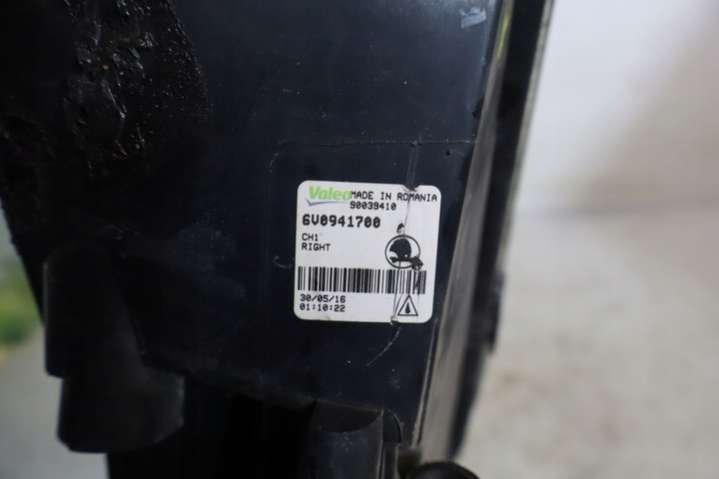 Valeo MADE IN ROMANIA
90039410
6V0941700
CH1
RIGHT
30/05/16
01:10:22